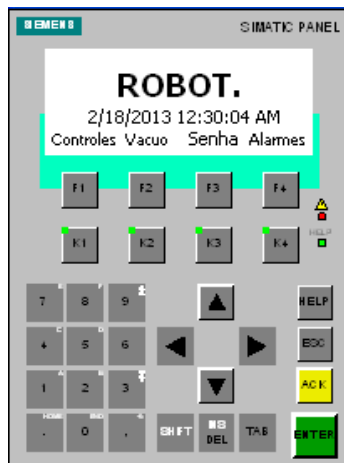 SIEMENS SIMATIC PANEL
ROBOT.
2/18/2013 12:30:04 AM
Controles Vacuo Senha Alarmes
F1 F2 F3 F4
HELP
K1 K2 K3 K4
7 8 9 HELP
4 5 6 ESC
1 2 3 ACK
. 0 , SHIFT INS DEL TAB ENTER